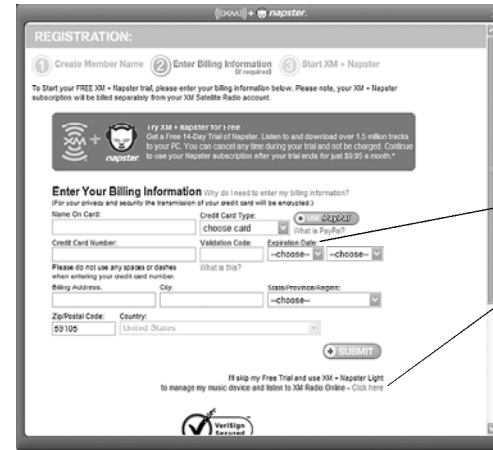 ((XM)) + napster.
REGISTRATION:
1 Create Member Name 2 Enter Billing Information (if required) 3 Start XM + Napster
To Start your FREE XM + Napster trial, please enter your billing information below. Please note, your XM + Napster
subscription will be billed separately from your XM Satellite Radio account.
Try XM + Napster for Free
Get a Free 14-Day Trial of Napster. Listen to and download over 1.5 million tracks
to your PC. You can cancel any time during your trial and not be charged. Continue
to use your Napster subscription after your trial ends for just $9.95 a month.*
XM + napster.
Enter Your Billing Information Why do I need to enter my billing information?
(For your privacy and security the transmission of your credit card will be encrypted.)
Name On Card: Credit Card Type: USE PayPal
choose card What is PayPal?
Credit Card Number: Validation Code: Expiration Date:
--choose-- --choose--
Please do not use any spaces or dashes What is this?
when entering your credit card number.
Billing Address: City: State/Province/Region:
--choose--
Zip/Postal Code: Country:
59105 United States
SUBMIT
I'll skip my Free Trial and use XM + Napster Light
to manage my music device and listen to XM Radio Online - Click here
VeriSign
Secured